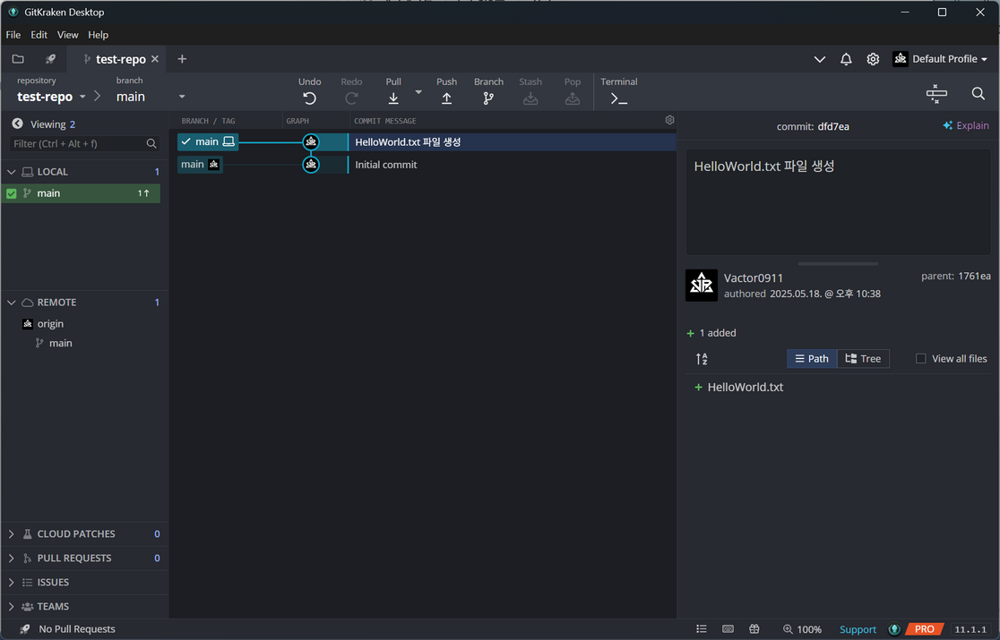 GitKraken Desktop
File Edit View Help
test-repo
Default Profile
repository
test-repo
branch
main
Undo
Redo
Pull
Push
Branch
Stash
Pop
Terminal
Viewing 2
Filter (Ctrl + Alt + f)
LOCAL 1
main 1↑
REMOTE 1
origin
main
CLOUD PATCHES 0
PULL REQUESTS 0
ISSUES
TEAMS
BRANCH / TAG
GRAPH
COMMIT MESSAGE
main
HelloWorld.txt 파일 생성
main
Initial commit
commit: dfd7ea
Explain
HelloWorld.txt 파일 생성
Vactor0911
authored 2025.05.18. @ 오후 10:38
parent: 1761ea
+ 1 added
Path
Tree
View all files
+ HelloWorld.txt
No Pull Requests
100%
Support
PRO
11.1.1